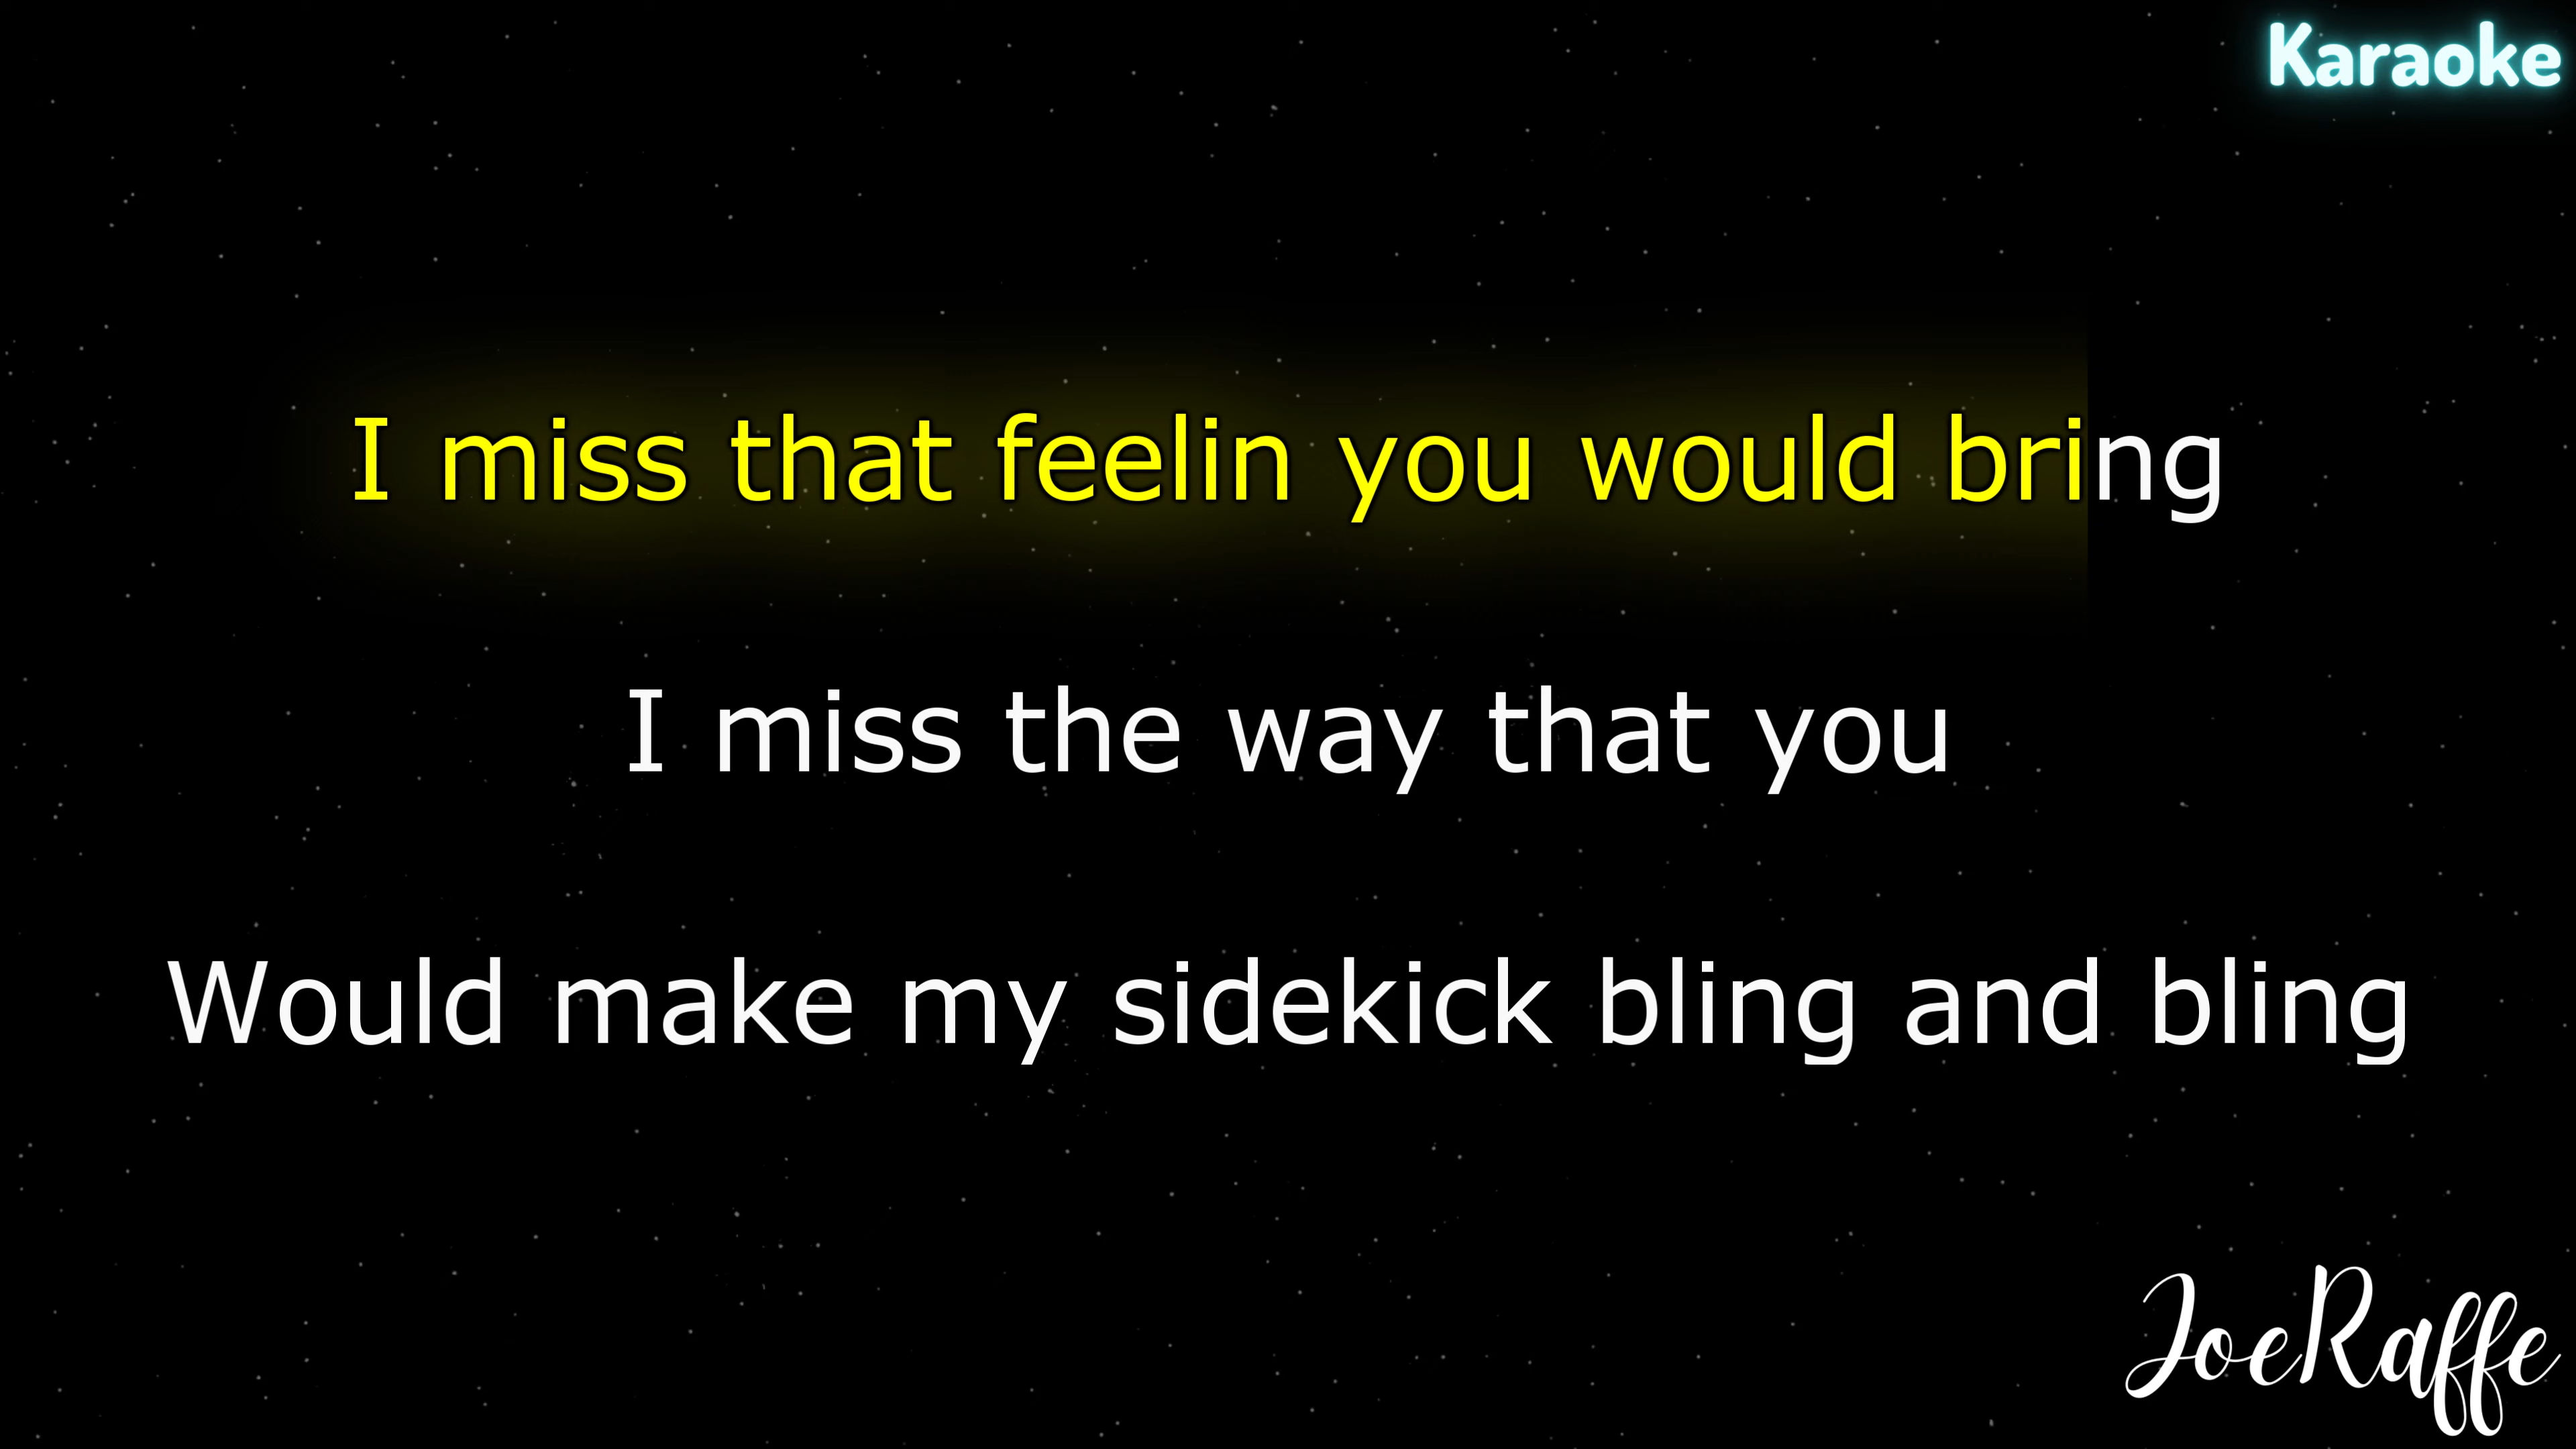 Karaoke
I miss that feelin you would bring
I miss the way that you
Would make my sidekick bling and bling
JoeRaffe